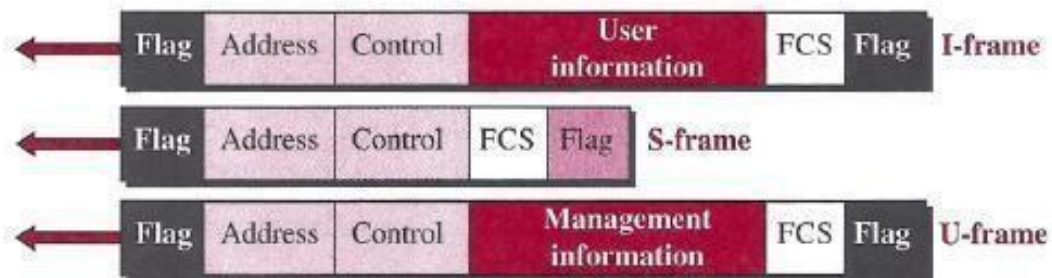 Flag Address Control User information FCS Flag I-frame
Flag Address Control FCS Flag S-frame
Flag Address Control Management information FCS Flag U-frame